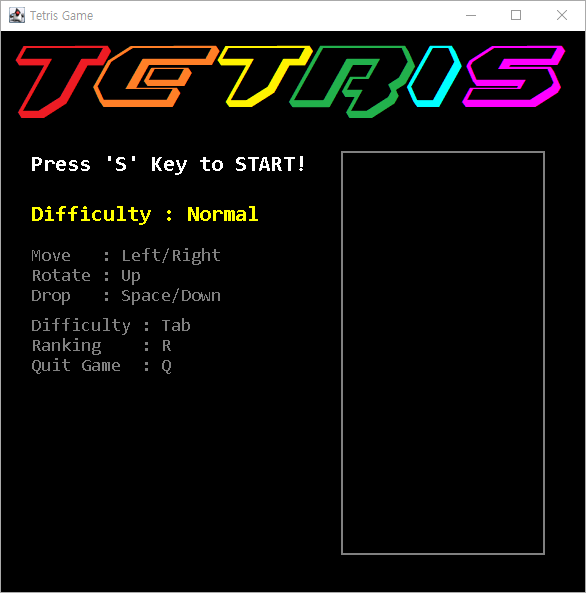 Tetris Game
TETRIS
Press 'S' Key to START!
Difficulty : Normal
Move   : Left/Right
Rotate : Up
Drop   : Space/Down
Difficulty : Tab
Ranking    : R
Quit Game  : Q